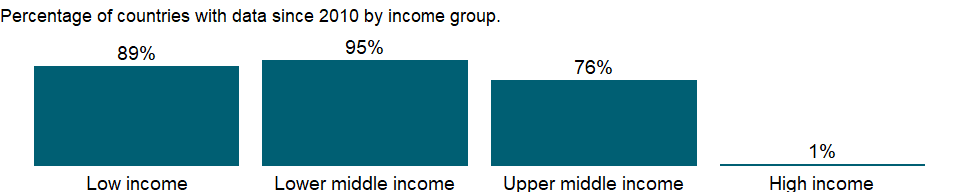 Percentage of countries with data since 2010 by income group.
89%
95%
76%
1%
Low income
Lower middle income
Upper middle income
High income